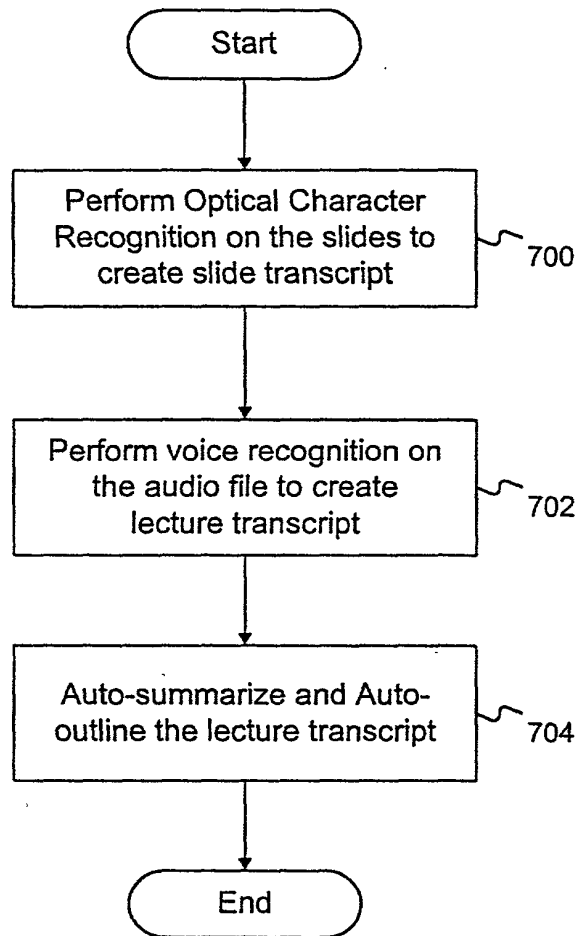 Start
Perform Optical Character
Recognition on the slides to
create slide transcript
700
Perform voice recognition on
the audio file to create
lecture transcript
702
Auto-summarize and Auto-
outline the lecture transcript
704
End